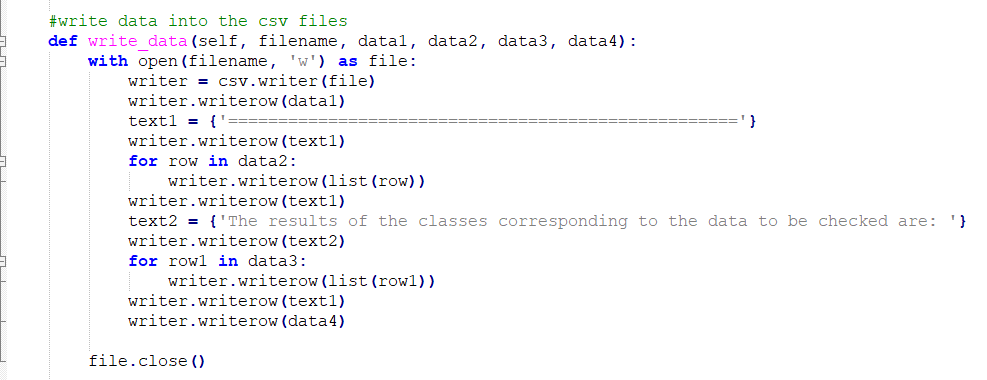 #write data into the csv files
def write_data(self, filename, data1, data2, data3, data4):
    with open(filename, 'w') as file:
        writer = csv.writer(file)
        writer.writerow(data1)
        text1 = {'==================================================='}
        writer.writerow(text1)
        for row in data2:
            writer.writerow(list(row))
        writer.writerow(text1)
        text2 = {'The results of the classes corresponding to the data to be checked are: '}
        writer.writerow(text2)
        for row1 in data3:
            writer.writerow(list(row1))
        writer.writerow(text1)
        writer.writerow(data4)
    file.close()